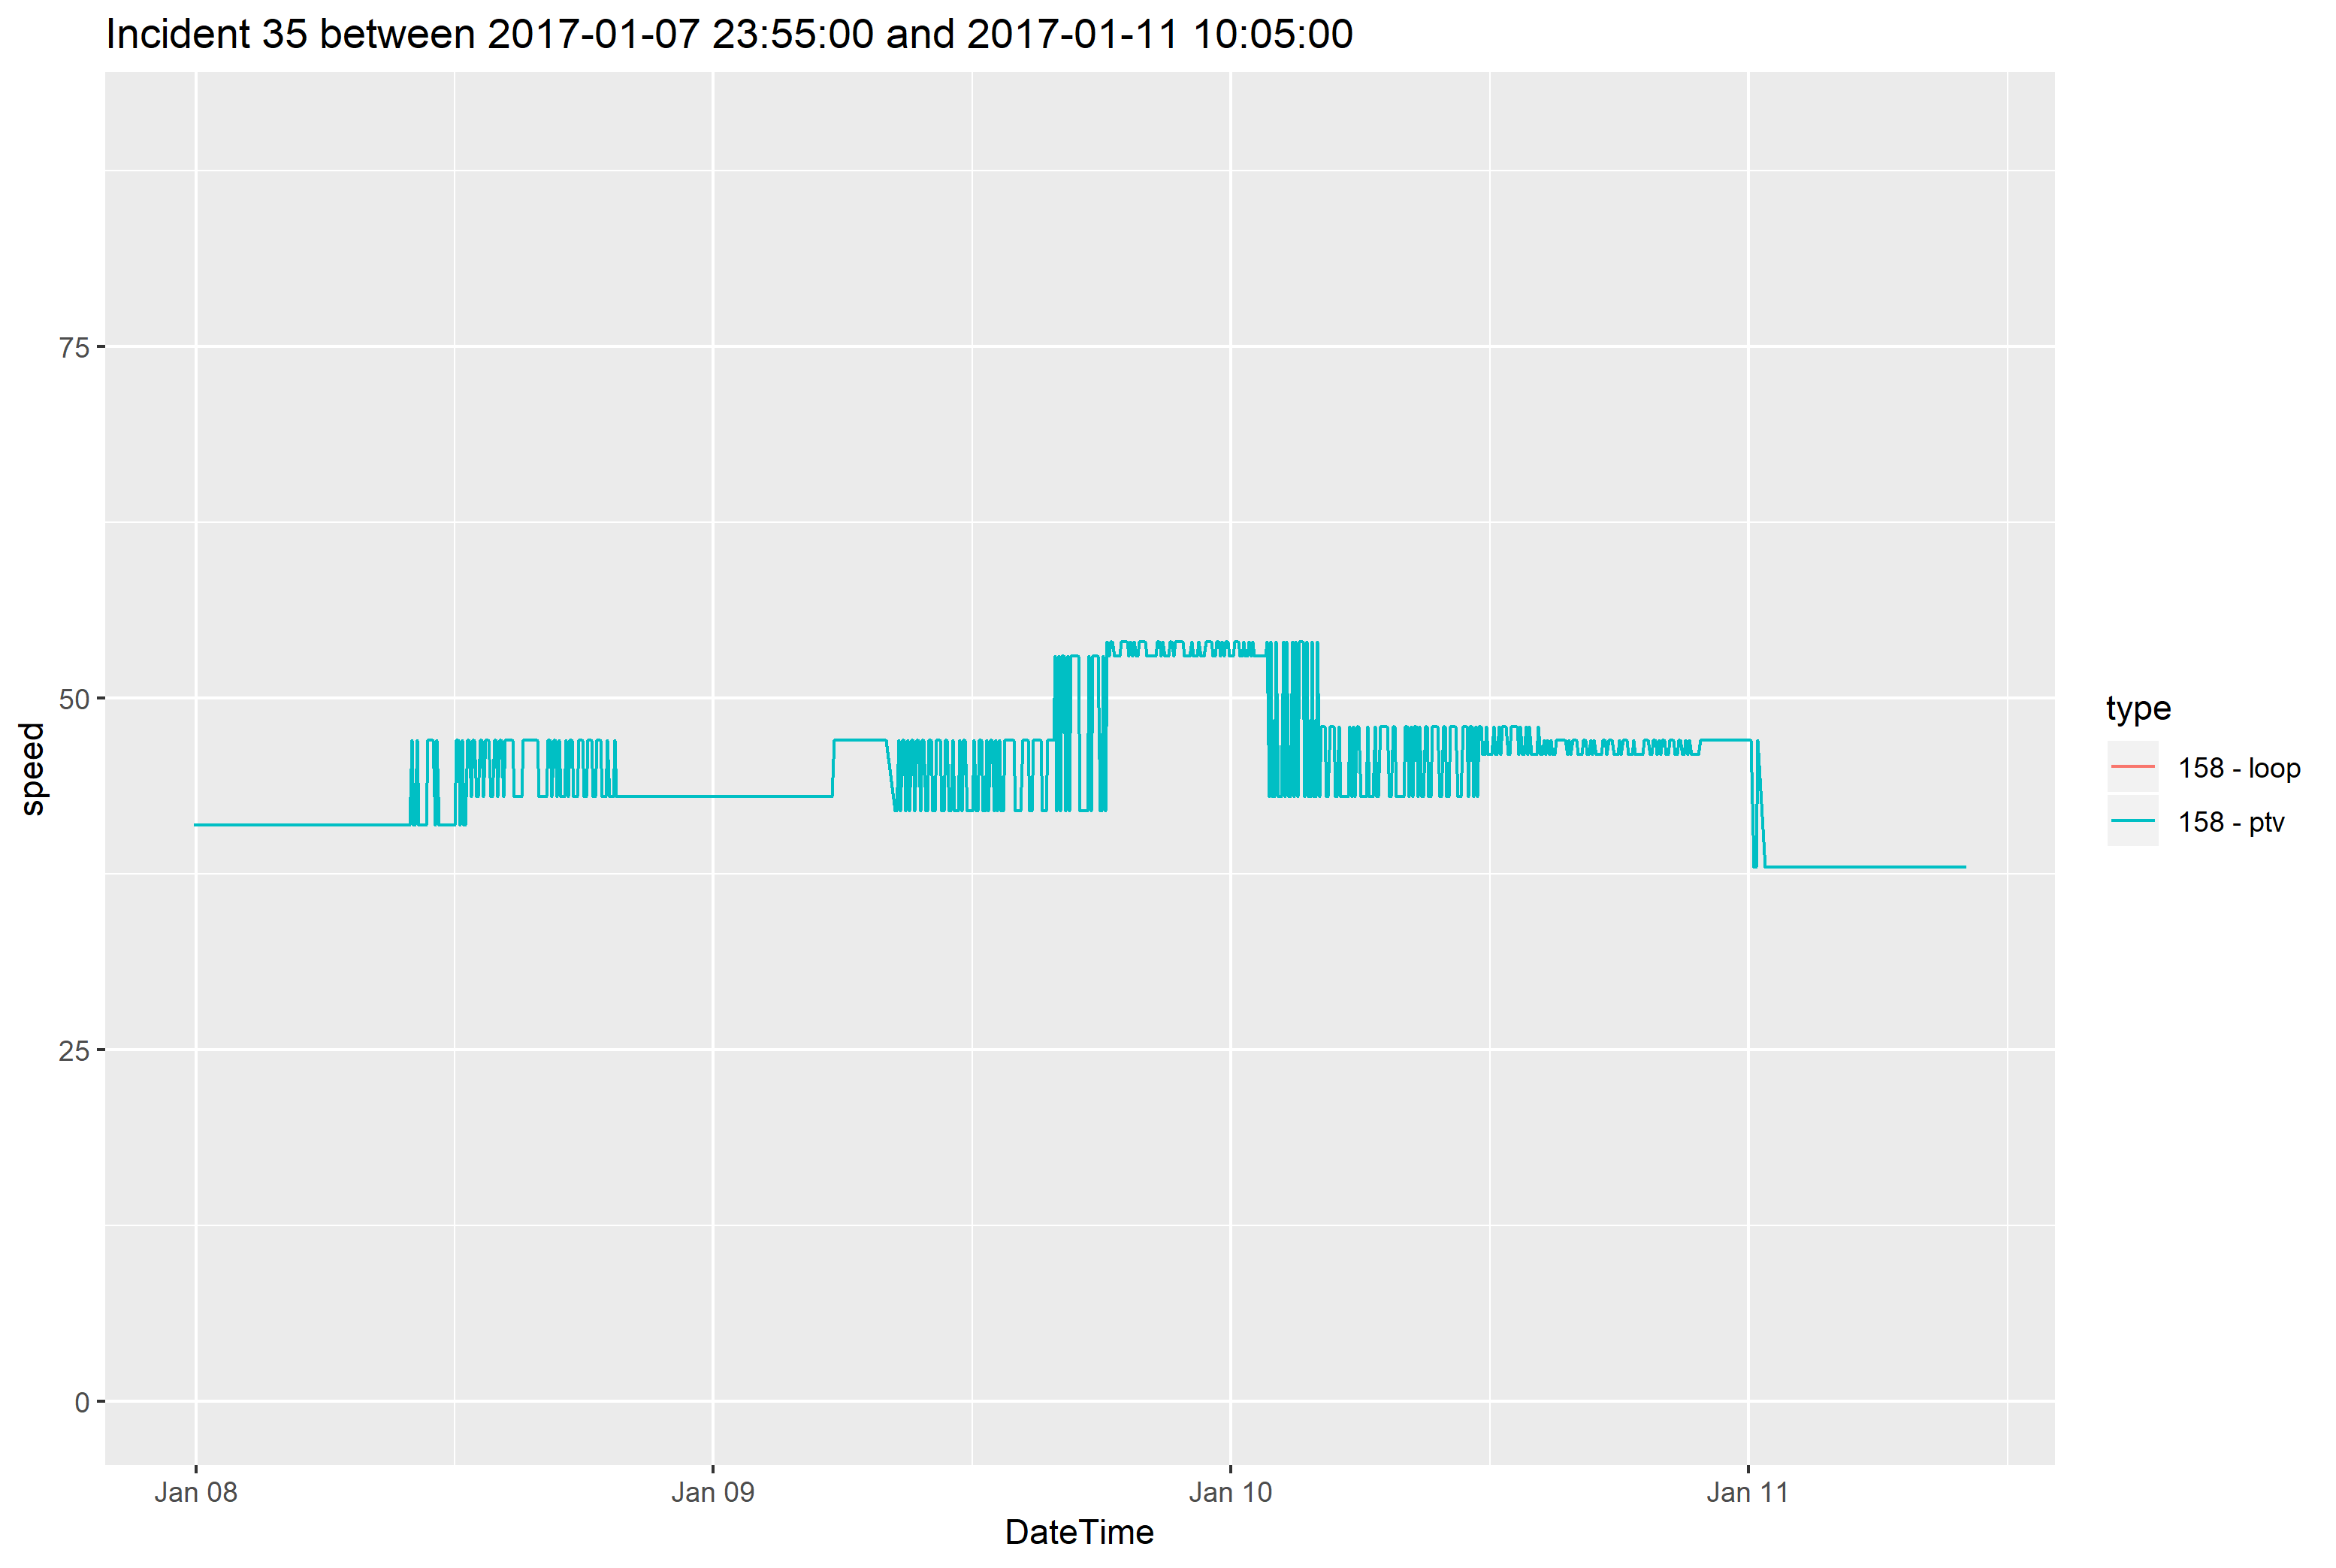 Incident 35 between 2017-01-07 23:55:00 and 2017-01-11 10:05:00
75
50
25
0
speed
Jan 08
Jan 09
Jan 10
Jan 11
DateTime
type
158 - loop
158 - ptv